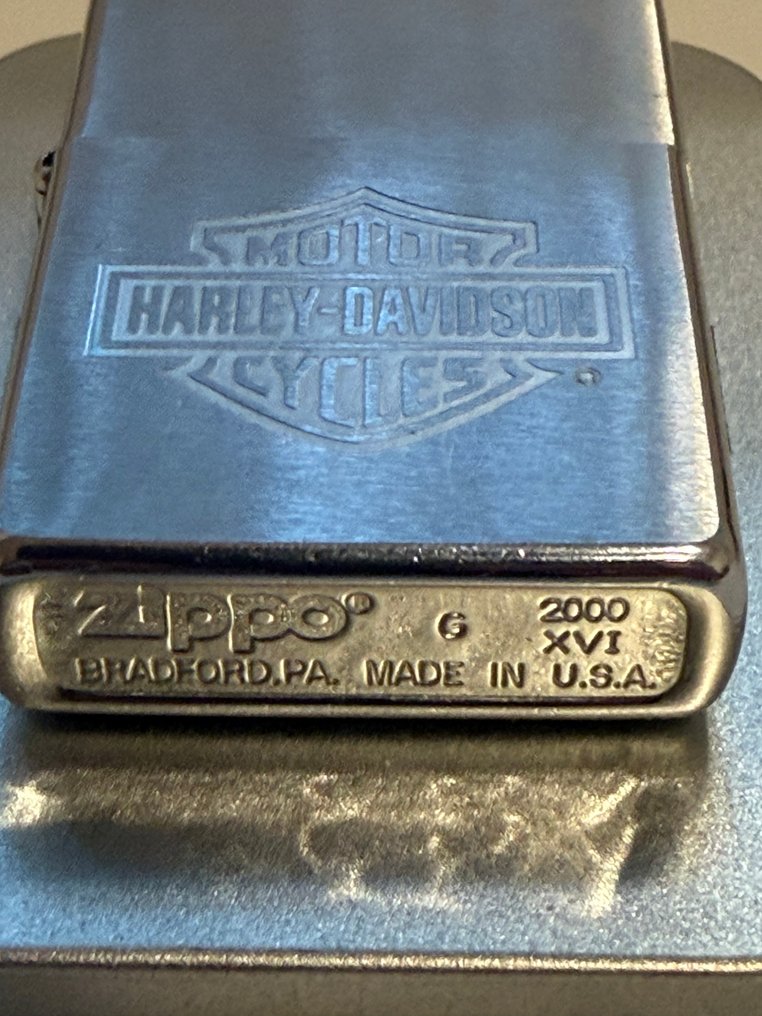 MOTOR
HARLEY-DAVIDSON
CYCLES ®
Zippo® G 2000
XVI
BRADFORD,PA. MADE IN U.S.A.